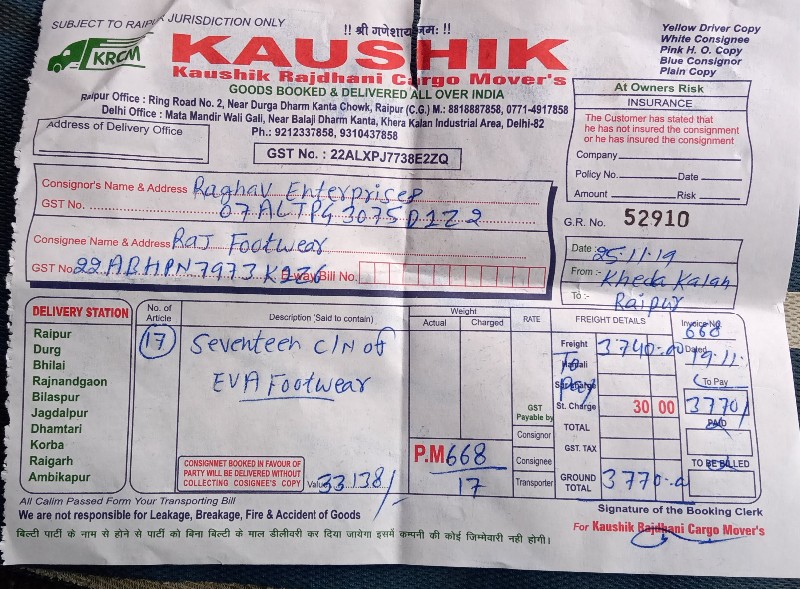 SUBJECT TO RAIPUR JURISDICTION ONLY
!! श्री गणेशाय नमः !!
Yellow Driver Copy
White Consignee
Pink H. O. Copy
Blue Consignor
Plain Copy
KRCM
KAUSHIK
Kaushik Rajdhani Cargo Mover's
GOODS BOOKED & DELIVERED ALL OVER INDIA
Raipur Office : Ring Road No. 2, Near Durga Dharm Kanta Chowk, Raipur (C.G.) M.: 8818887858, 0771-4917858
Delhi Office : Mata Mandir Wali Gali, Near Balaji Dharm Kanta, Khera Kalan Industrial Area, Delhi-82
Ph.: 9212337858, 9310437858
Address of Delivery Office
GST No. : 22ALXPJ7738E2ZQ
At Owners Risk
INSURANCE
The Customer has stated that
he has not insured the consignment
or he has insured the consignment
Company
Policy No. Date
Amount Risk
Consignor's Name & Address Raghav Enterprises
GST No. 07ACTPG3075D1Z2
Consignee Name & Address Raj Footwear
GST No. 22ABHPN7973K Eway Bill No.
G.R. No. 52910
Date :- 25.11.19
From :- Kheda Kalan
To :- Raipur
DELIVERY STATION
Raipur
Durg
Bhilai
Rajnandgaon
Bilaspur
Jagdalpur
Dhamtari
Korba
Raigarh
Ambikapur
No. of Article
17
Description (Said to contain)
Seventeen C/N of
EVA Footwear
CONSIGNMET BOOKED IN FAVOUR OF
PARTY WILL BE DELIVERED WITHOUT
COLLECTING COSIGNEE'S COPY
Value 33138/-
Weight
Actual Charged
P.M 668
17
RATE
GST Payable by
Consignor
Consignee
Transporter
FREIGHT DETAILS
Freight 3740.00
Hamali
To Pay
St. Charge 30 00
TOTAL
GST. TAX
GROUND TOTAL 3770.0
Invoice No.
668
Dated
19.11.
To Pay
3770/
PAID
TO BE BILLED
All Calim Passed Form Your Transporting Bill
We are not responsible for Leakage, Breakage, Fire & Accident of Goods
Signature of the Booking Clerk
For Kaushik Rajdhani Cargo Mover's
बिल्टी पार्टी के नाम से होने से पार्टी को बिना बिल्टी के माल डीलीवरी कर दिया जायेगा इसमें कम्पनी की कोई जिम्मेवारी नही होगी।